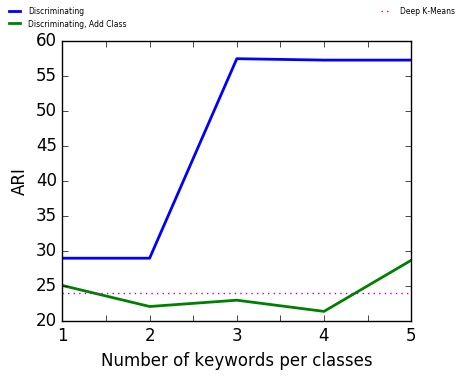 Discriminating
Discriminating, Add Class
Deep K-Means
60
55
50
45
40
35
30
25
20
ARI
1 2 3 4 5
Number of keywords per classes